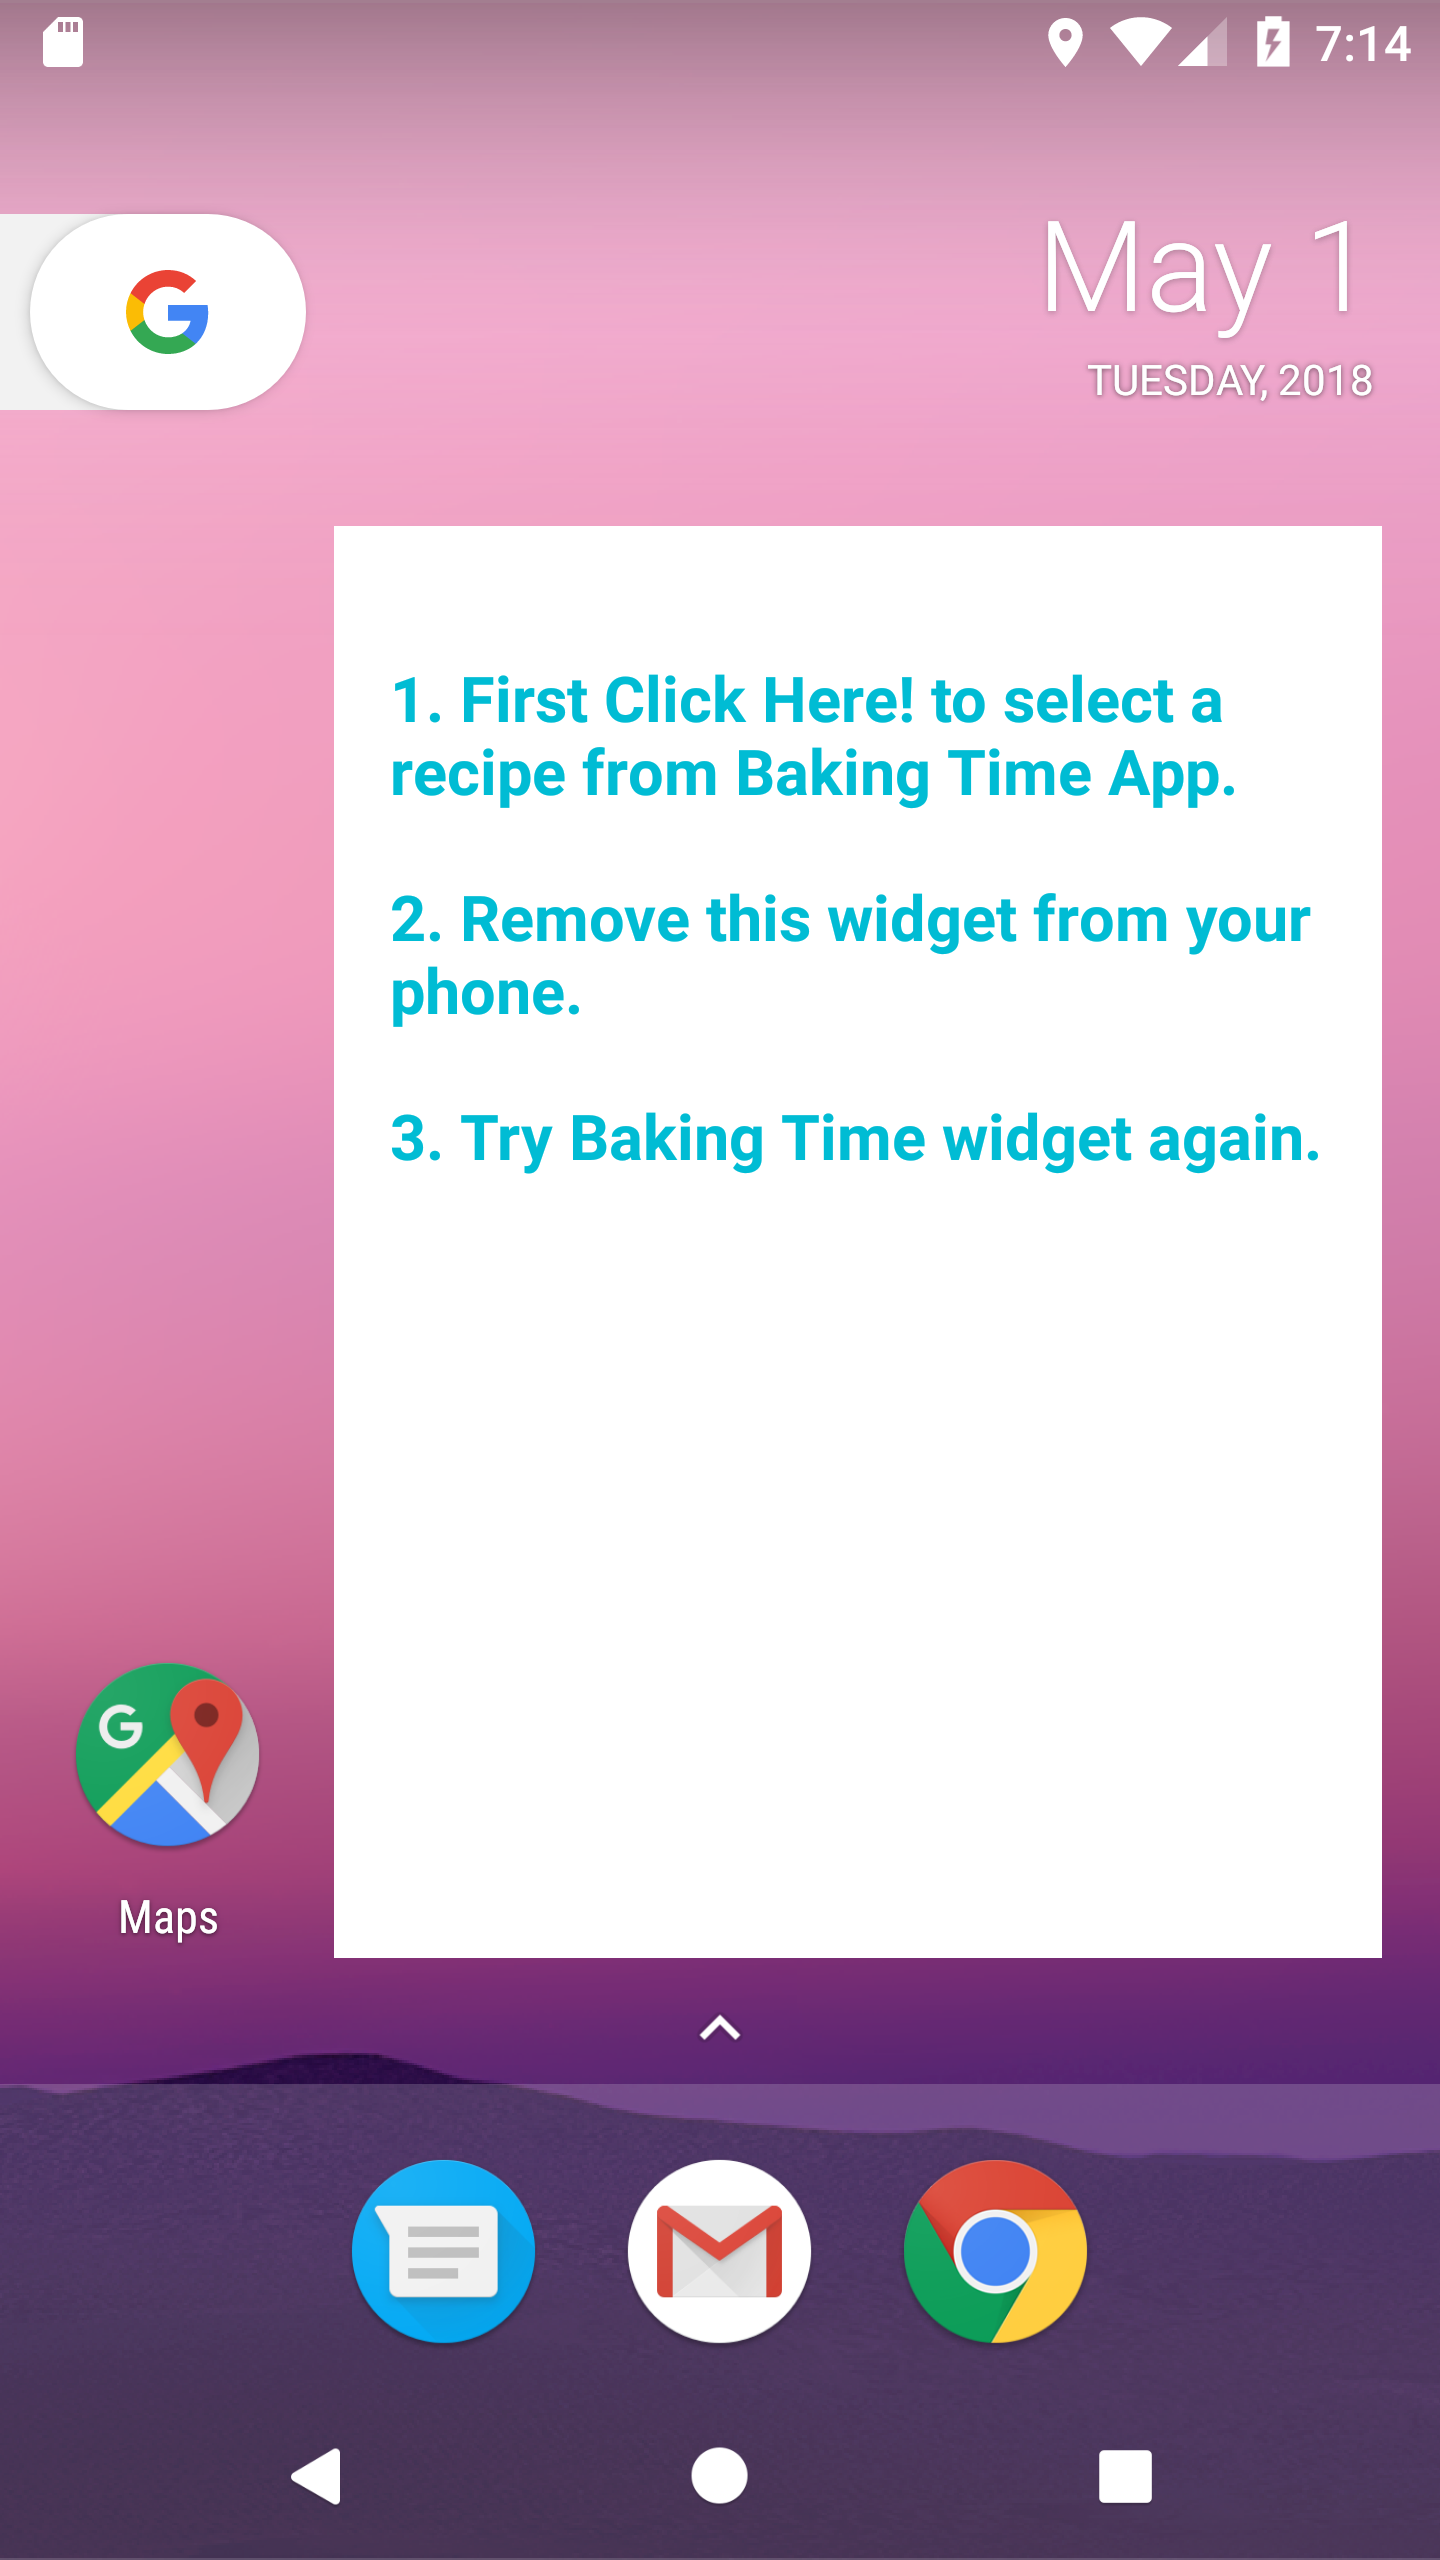 7:14
May 1
TUESDAY, 2018
1. First Click Here! to select a
recipe from Baking Time App.
2. Remove this widget from your
phone.
3. Try Baking Time widget again.
Maps